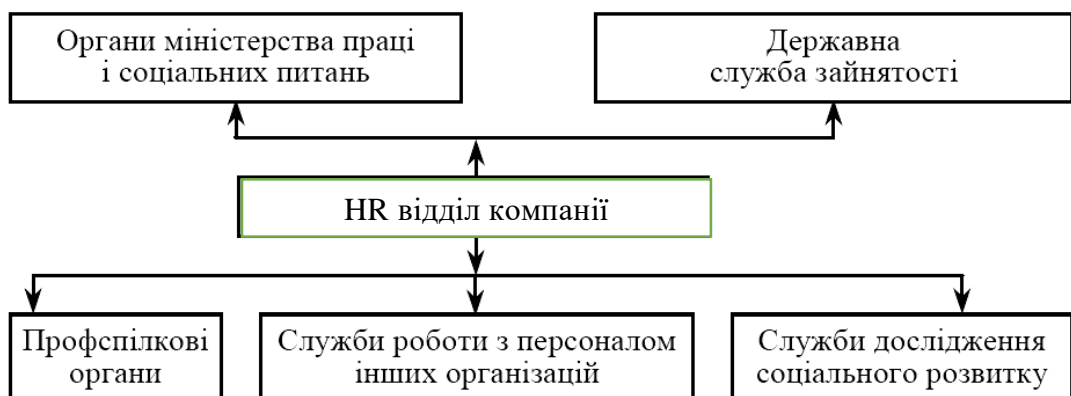 Органи міністерства праці
і соціальних питань
Державна
служба зайнятості
HR відділ компанії
Профспілкові
органи
Служби роботи з персоналом
інших організацій
Служби дослідження
соціального розвитку